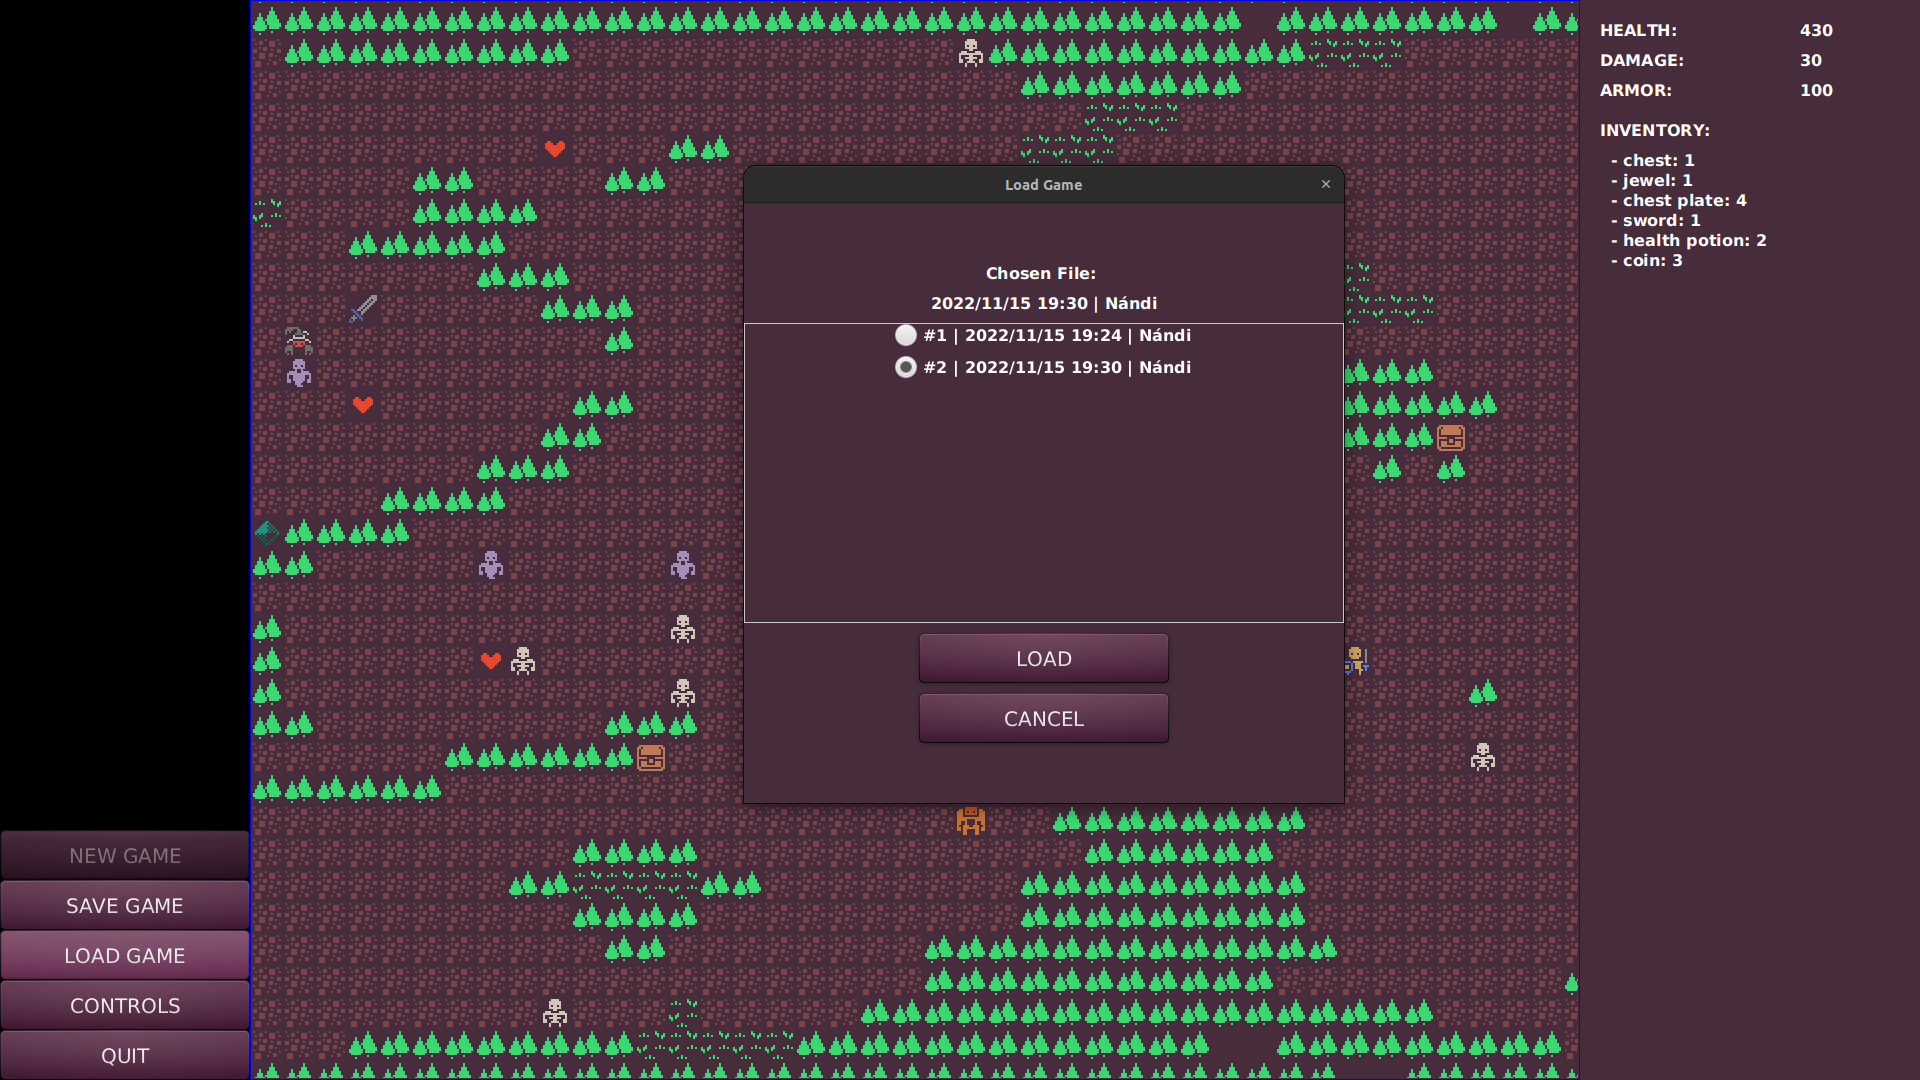 NEW GAME
SAVE GAME
LOAD GAME
CONTROLS
QUIT
Load Game
Chosen File:
2022/11/15 19:30 | Nándi
#1 | 2022/11/15 19:24 | Nándi
#2 | 2022/11/15 19:30 | Nándi
LOAD
CANCEL
HEALTH: 430
DAMAGE: 30
ARMOR: 100
INVENTORY:
- chest: 1
- jewel: 1
- chest plate: 4
- sword: 1
- health potion: 2
- coin: 3